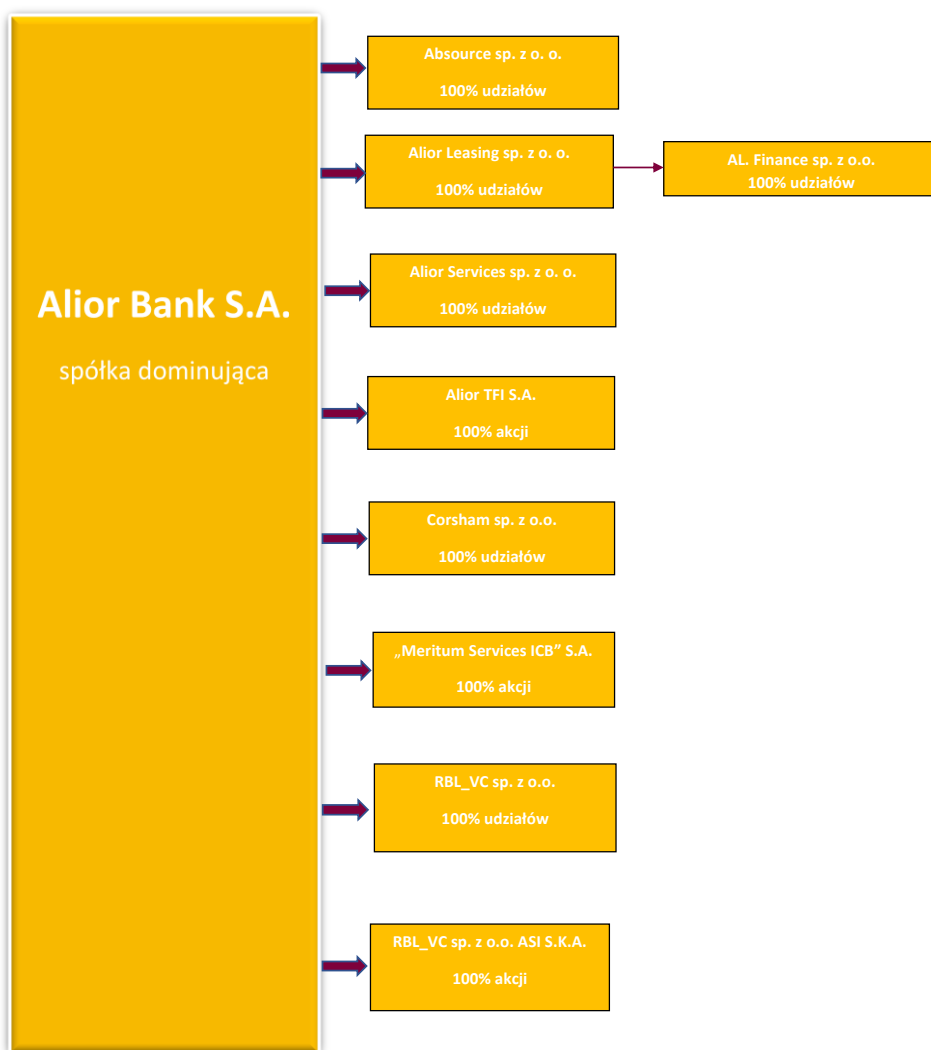 Alior Bank S.A.
spółka dominująca
Absource sp. z o. o.
100% udziałów
Alior Leasing sp. z o. o.
100% udziałów
AL. Finance sp. z o.o.
100% udziałów
Alior Services sp. z o. o.
100% udziałów
Alior TFI S.A.
100% akcji
Corsham sp. z o.o.
100% udziałów
„Meritum Services ICB” S.A.
100% akcji
RBL_VC sp. z o.o.
100% udziałów
RBL_VC sp. z o.o. ASI S.K.A.
100% akcji